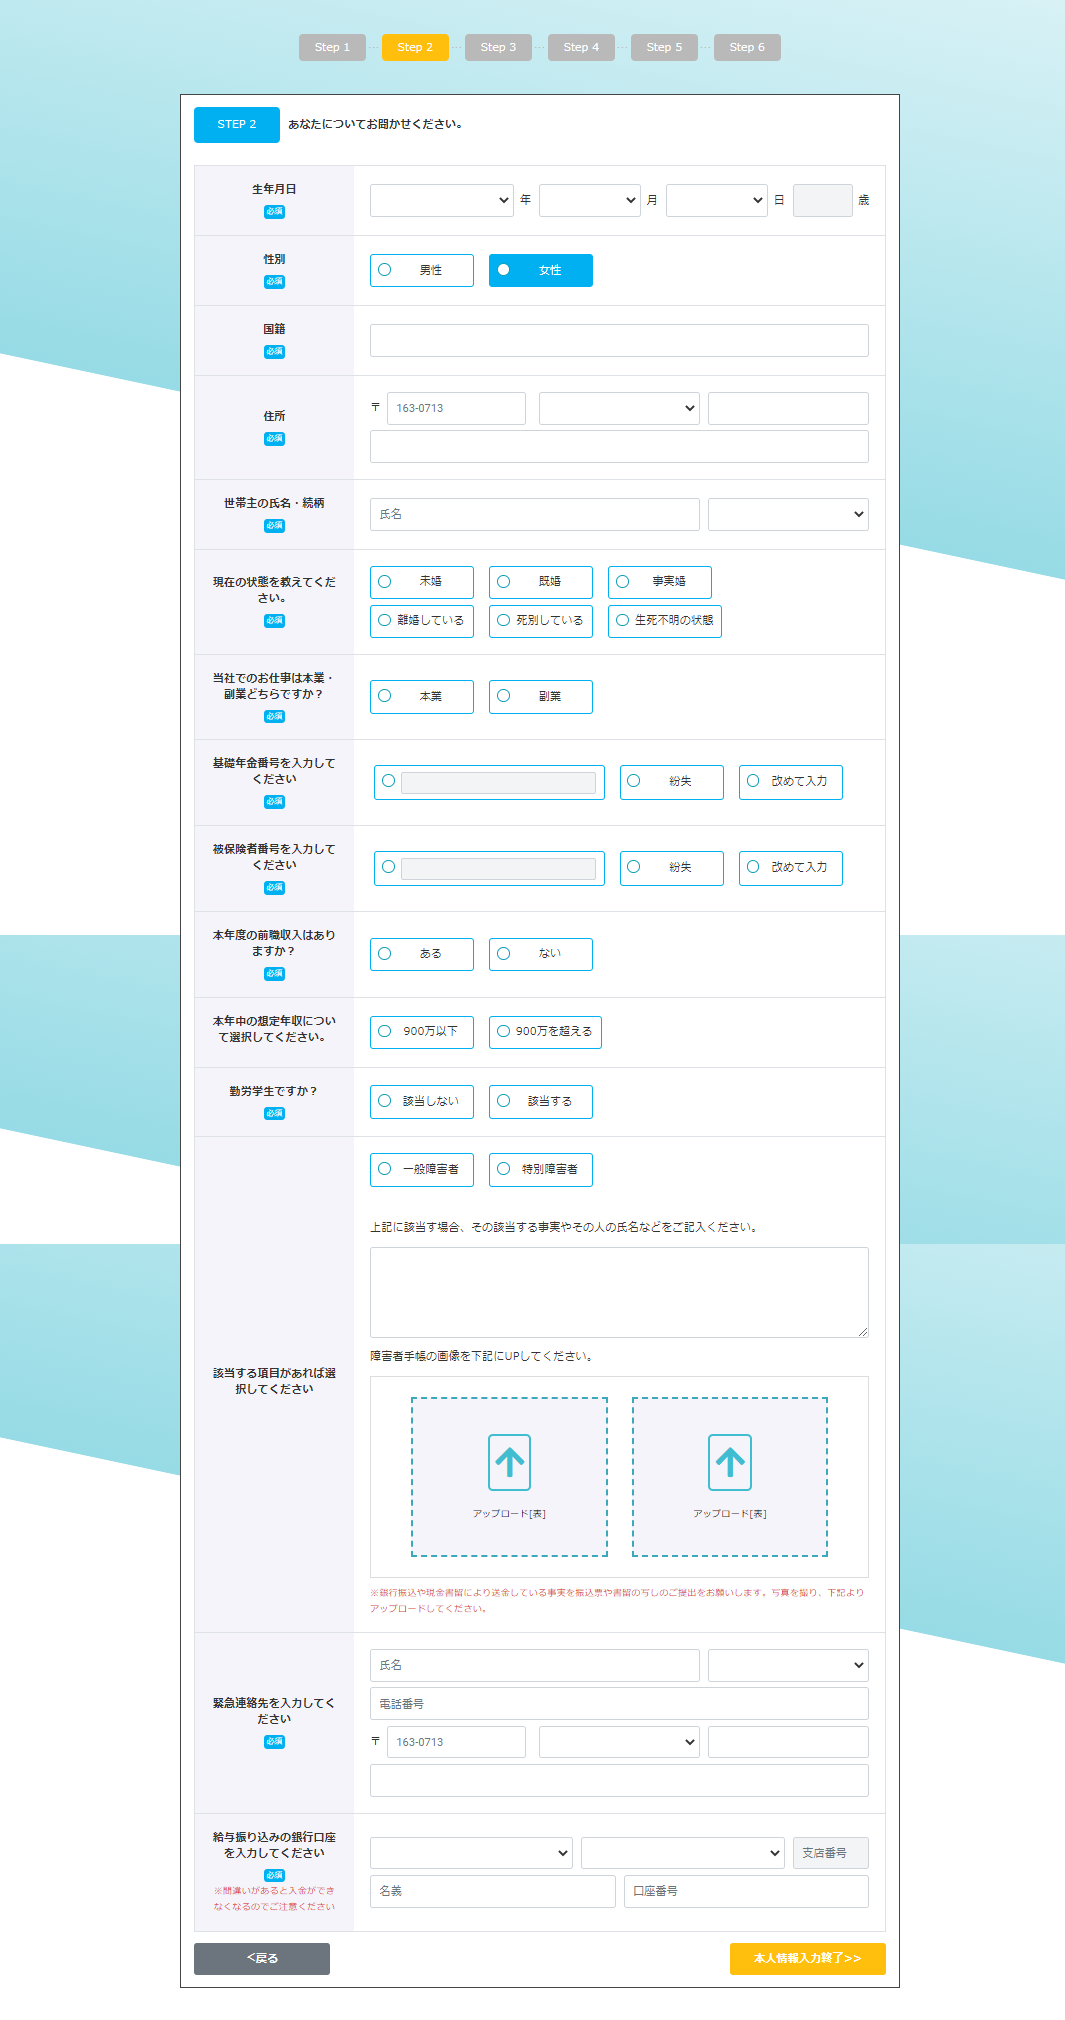 Step 1 Step 2 Step 3 Step 4 Step 5 Step 6
STEP 2 あなたについてお聞かせください。
生年月日
必須
年 月 日 歳
性別
必須
男性 女性
国籍
必須
住所
必須
〒 163-0713
世帯主の氏名・続柄
必須
氏名
現在の状態を教えてくだ
さい。
必須
未婚 既婚 事実婚
離婚している 死別している 生死不明の状態
当社でのお仕事は本業・
副業どちらですか？
必須
本業 副業
基礎年金番号を入力して
ください
必須
紛失 改めて入力
被保険者番号を入力して
ください
必須
紛失 改めて入力
本年度の前職収入はあり
ますか？
必須
ある ない
本年中の想定年収につい
て選択してください。
900万以下 900万を超える
勤労学生ですか？
必須
該当しない 該当する
該当する項目があれば選
択してください
一般障害者 特別障害者
上記に該当す場合、その該当する事実やその人の氏名などをご記入ください。
障害者手帳の画像を下記にUPしてください。
アップロード[表] アップロード[表]
※銀行振込や現金書留により送金している事実を振込票や書留の写しのご提出をお願いします。写真を撮り、下記より
アップロードしてください。
緊急連絡先を入力してく
ださい
必須
氏名
電話番号
〒 163-0713
給与振り込みの銀行口座
を入力してください
必須
※間違いがあると入金ができ
なくなるのでご注意ください
支店番号
名義 口座番号
<戻る 本人情報入力終了>>